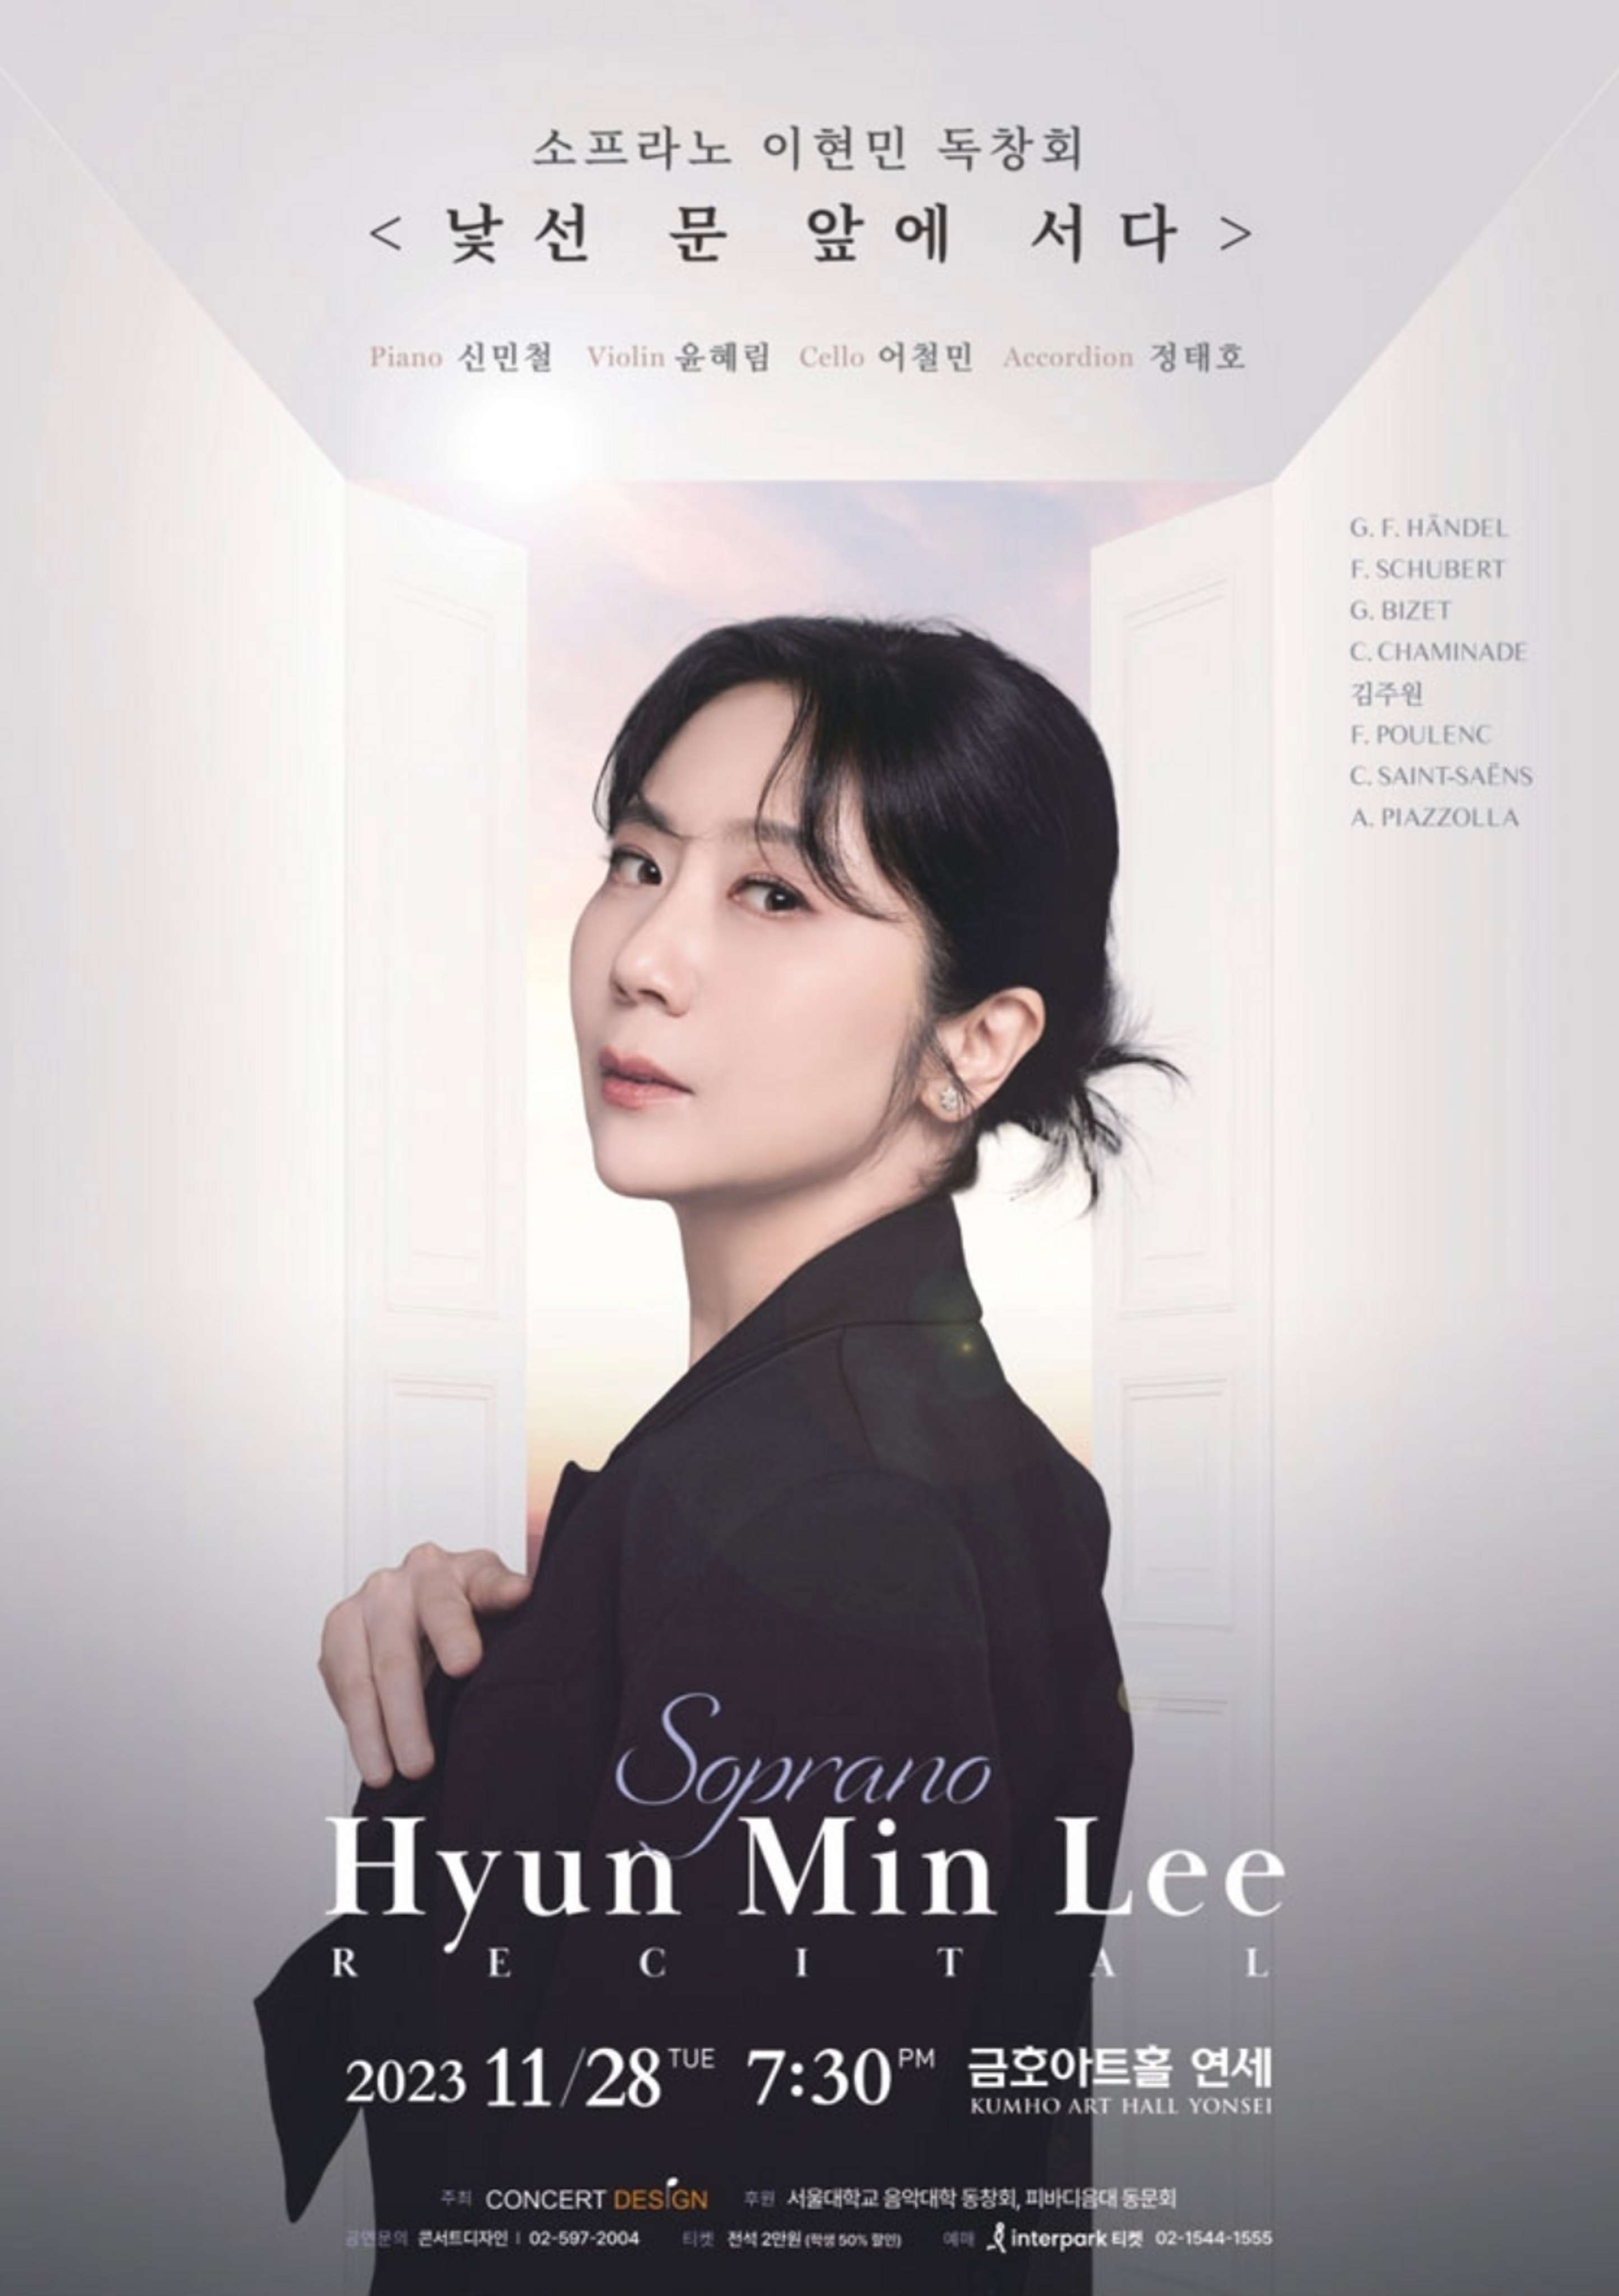 소프라노 이현민 독창회
< 낯선 문 앞에 서다 >
Piano 신민철 Violin 윤혜림 Cello 어철민 Accordion 정태호
G. F. HÄNDEL
F. SCHUBERT
G. BIZET
C. CHAMINADE
김주원
F. POULENC
C. SAINT-SAËNS
A. PIAZZOLLA
Soprano
Hyun Min Lee
RECITAL
2023 11/28 TUE 7:30 PM 금호아트홀 연세
KUMHO ART HALL YONSEI
주최 CONCERT DESIGN 후원 서울대학교 음악대학 동창회, 피바디음대 동문회
공연문의 콘서트디자인 | 02-597-2004 티켓 전석 2만원 (학생 50% 할인) 예매 interpark 티켓 02-1544-1555